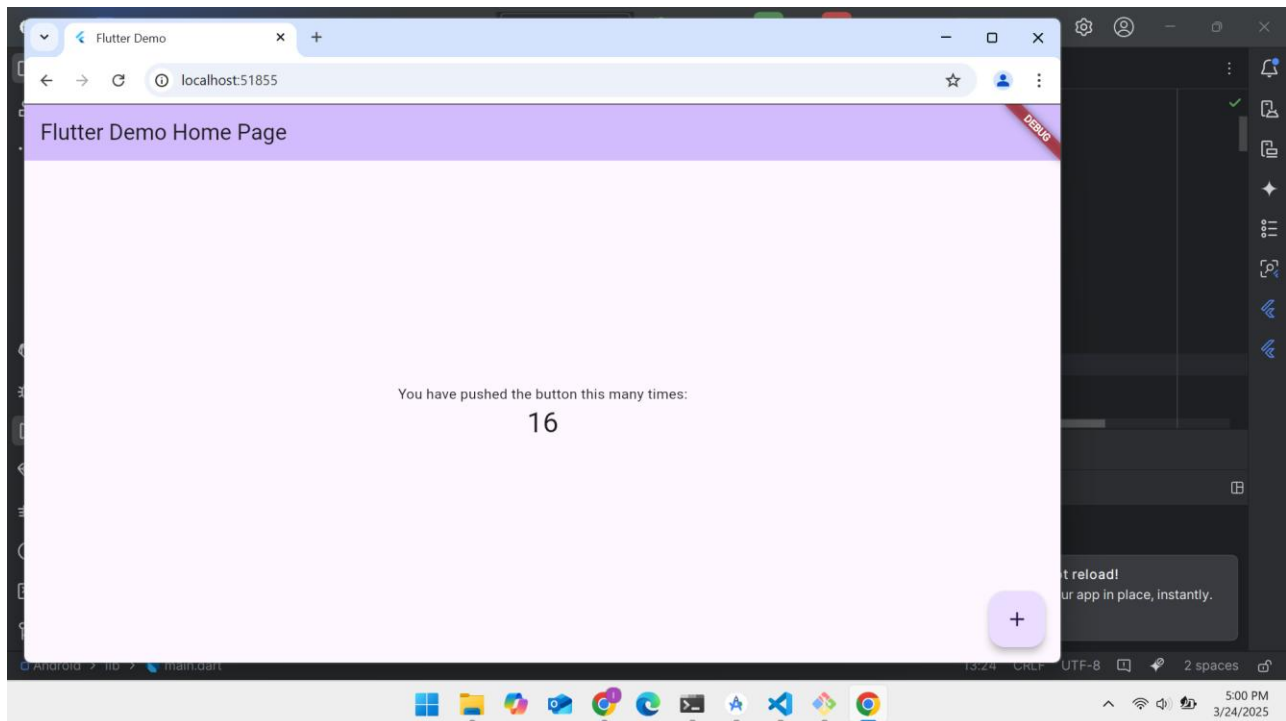 Flutter Demo
localhost:51855
Flutter Demo Home Page
DEBUG
You have pushed the button this many times:
16
t reload!
ur app in place, instantly.
Android > lib > main.dart
13:24 CRLF UTF-8 2 spaces
5:00 PM
3/24/2025